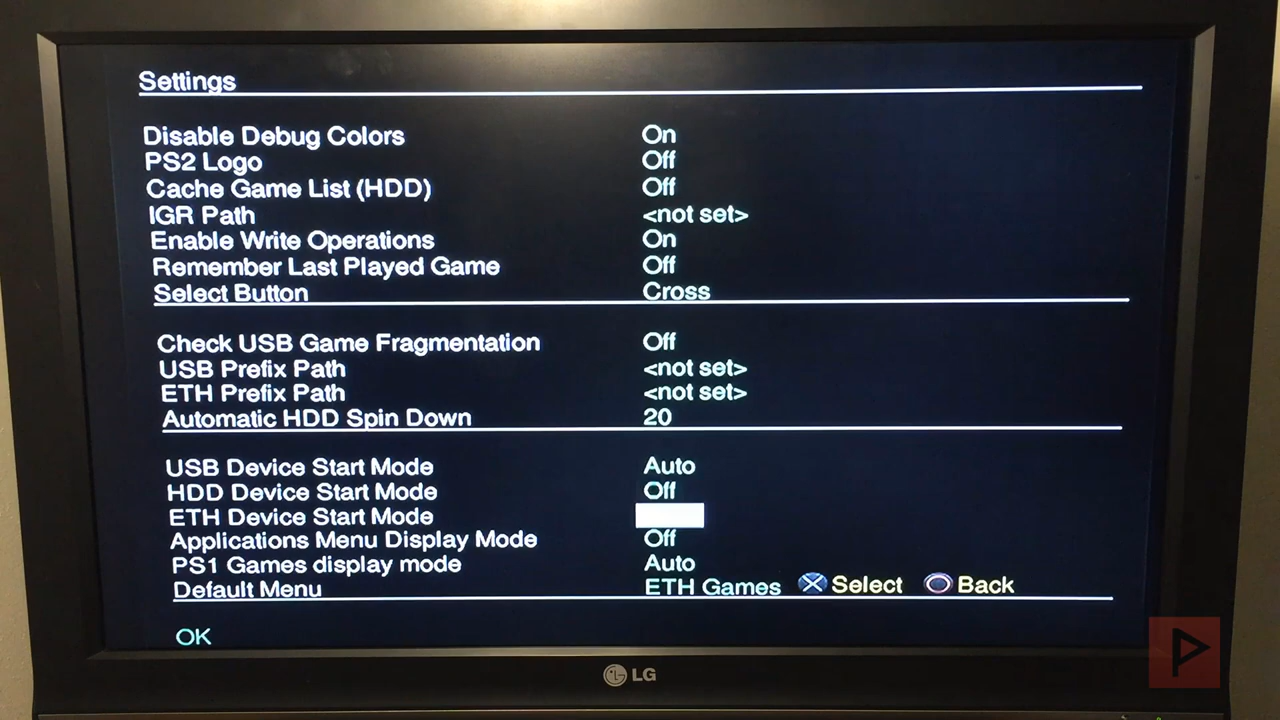 Settings
Disable Debug Colors On
PS2 Logo Off
Cache Game List (HDD) Off
IGR Path <not set>
Enable Write Operations On
Remember Last Played Game Off
Select Button Cross
Check USB Game Fragmentation Off
USB Prefix Path <not set>
ETH Prefix Path <not set>
Automatic HDD Spin Down 20
USB Device Start Mode Auto
HDD Device Start Mode Off
ETH Device Start Mode
Applications Menu Display Mode Off
PS1 Games display mode Auto
Default Menu ETH Games Select Back
OK
LG